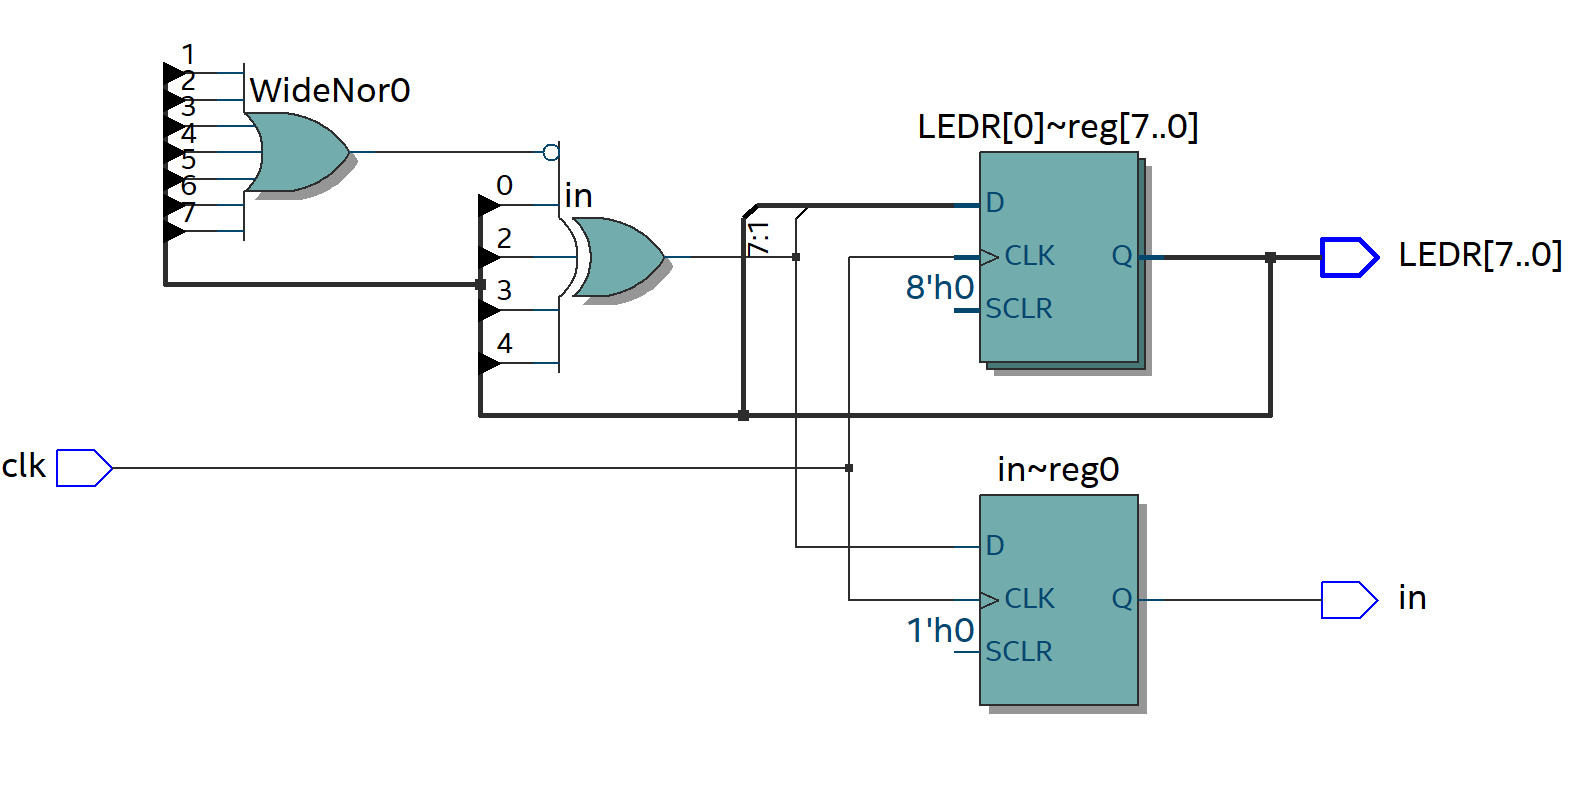 1
2
3
4
5
6
7
WideNor0
0
2
3
4
in
7:1
LEDR[0]~reg[7..0]
D
CLK
Q
8'h0
SCLR
LEDR[7..0]
clk
in~reg0
D
CLK
Q
1'h0
SCLR
in